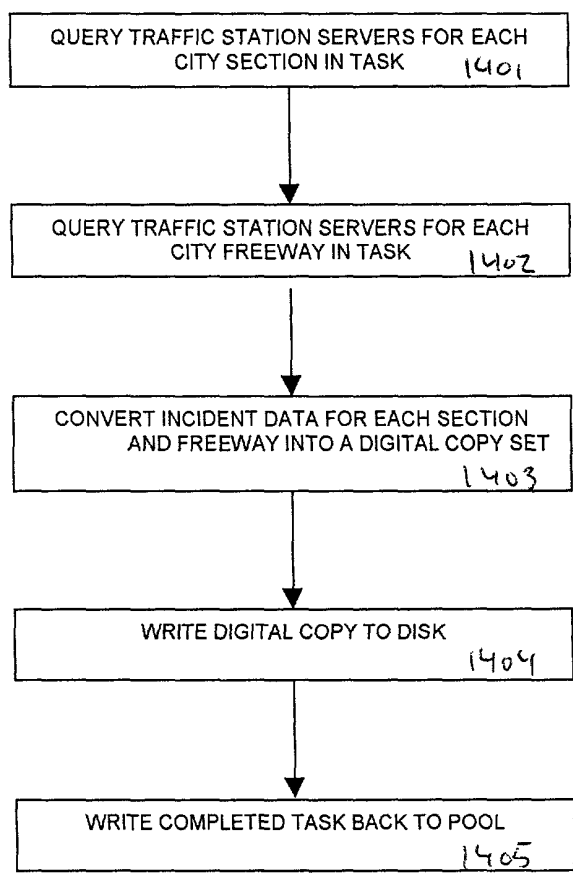 QUERY TRAFFIC STATION SERVERS FOR EACH
CITY SECTION IN TASK 1401
QUERY TRAFFIC STATION SERVERS FOR EACH
CITY FREEWAY IN TASK 1402
CONVERT INCIDENT DATA FOR EACH SECTION
AND FREEWAY INTO A DIGITAL COPY SET
1403
WRITE DIGITAL COPY TO DISK
1404
WRITE COMPLETED TASK BACK TO POOL
1405